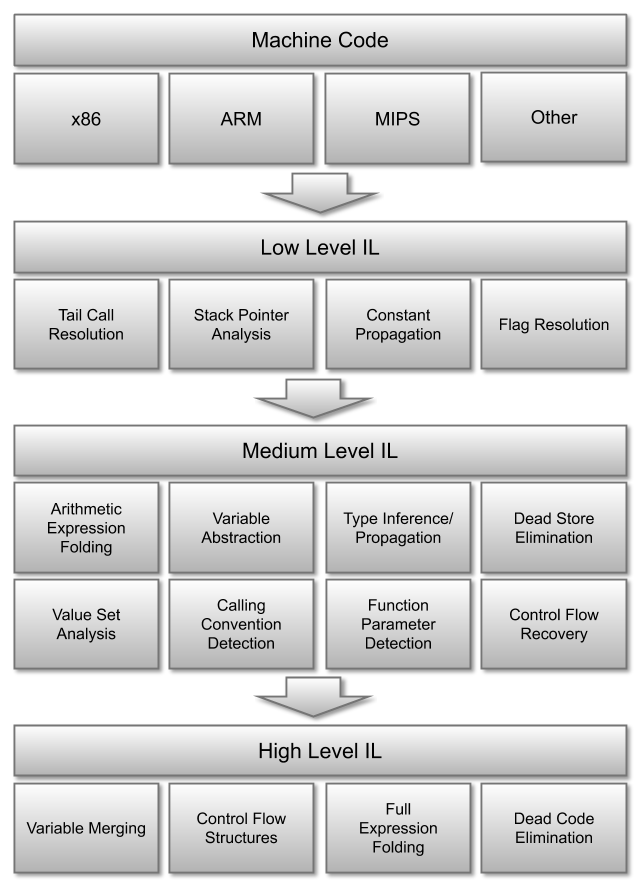 Machine Code
x86
ARM
MIPS
Other
Low Level IL
Tail Call
Resolution
Stack Pointer
Analysis
Constant
Propagation
Flag Resolution
Medium Level IL
Arithmetic
Expression
Folding
Variable
Abstraction
Type Inference/
Propagation
Dead Store
Elimination
Value Set
Analysis
Calling
Convention
Detection
Function
Parameter
Detection
Control Flow
Recovery
High Level IL
Variable Merging
Control Flow
Structures
Full
Expression
Folding
Dead Code
Elimination